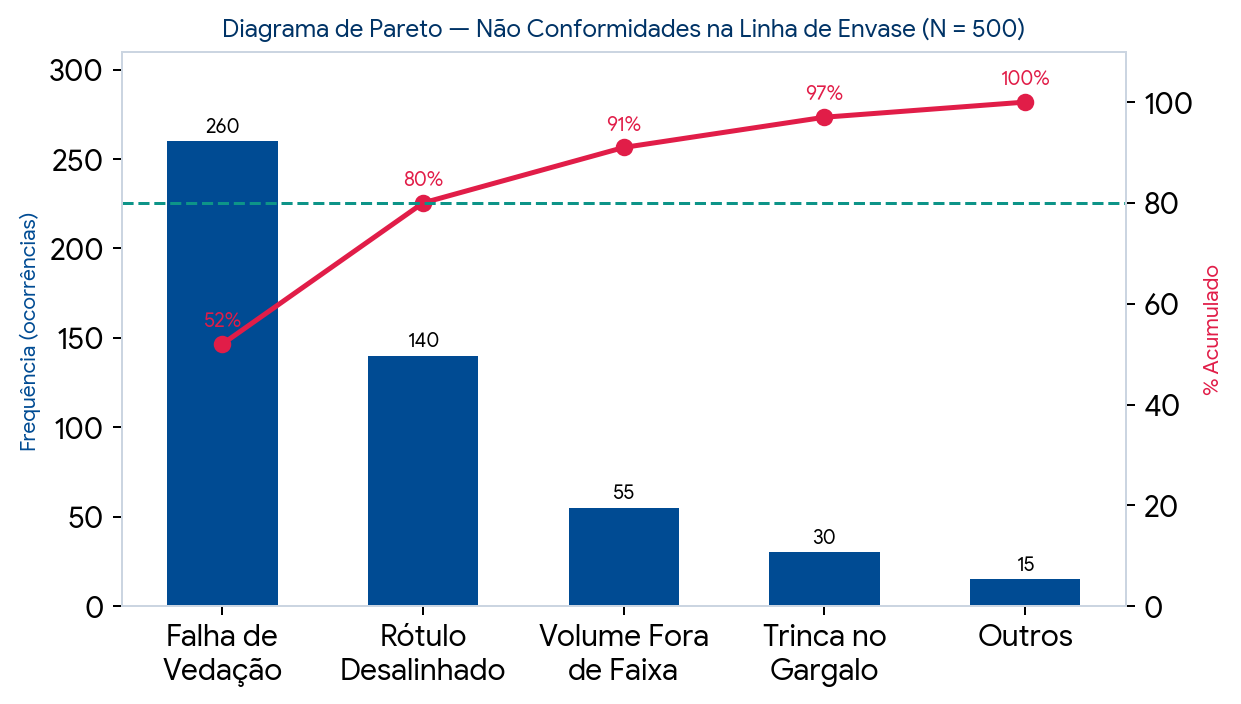 Diagrama de Pareto — Não Conformidades na Linha de Envase (N = 500)
Frequência (ocorrências)
300
250
200
150
100
50
0
260
140
55
30
15
52%
80%
91%
97%
100%
100
80
60
40
20
0
% Acumulado
Falha de
Vedação
Rótulo
Desalinhado
Volume Fora
de Faixa
Trinca no
Gargalo
Outros